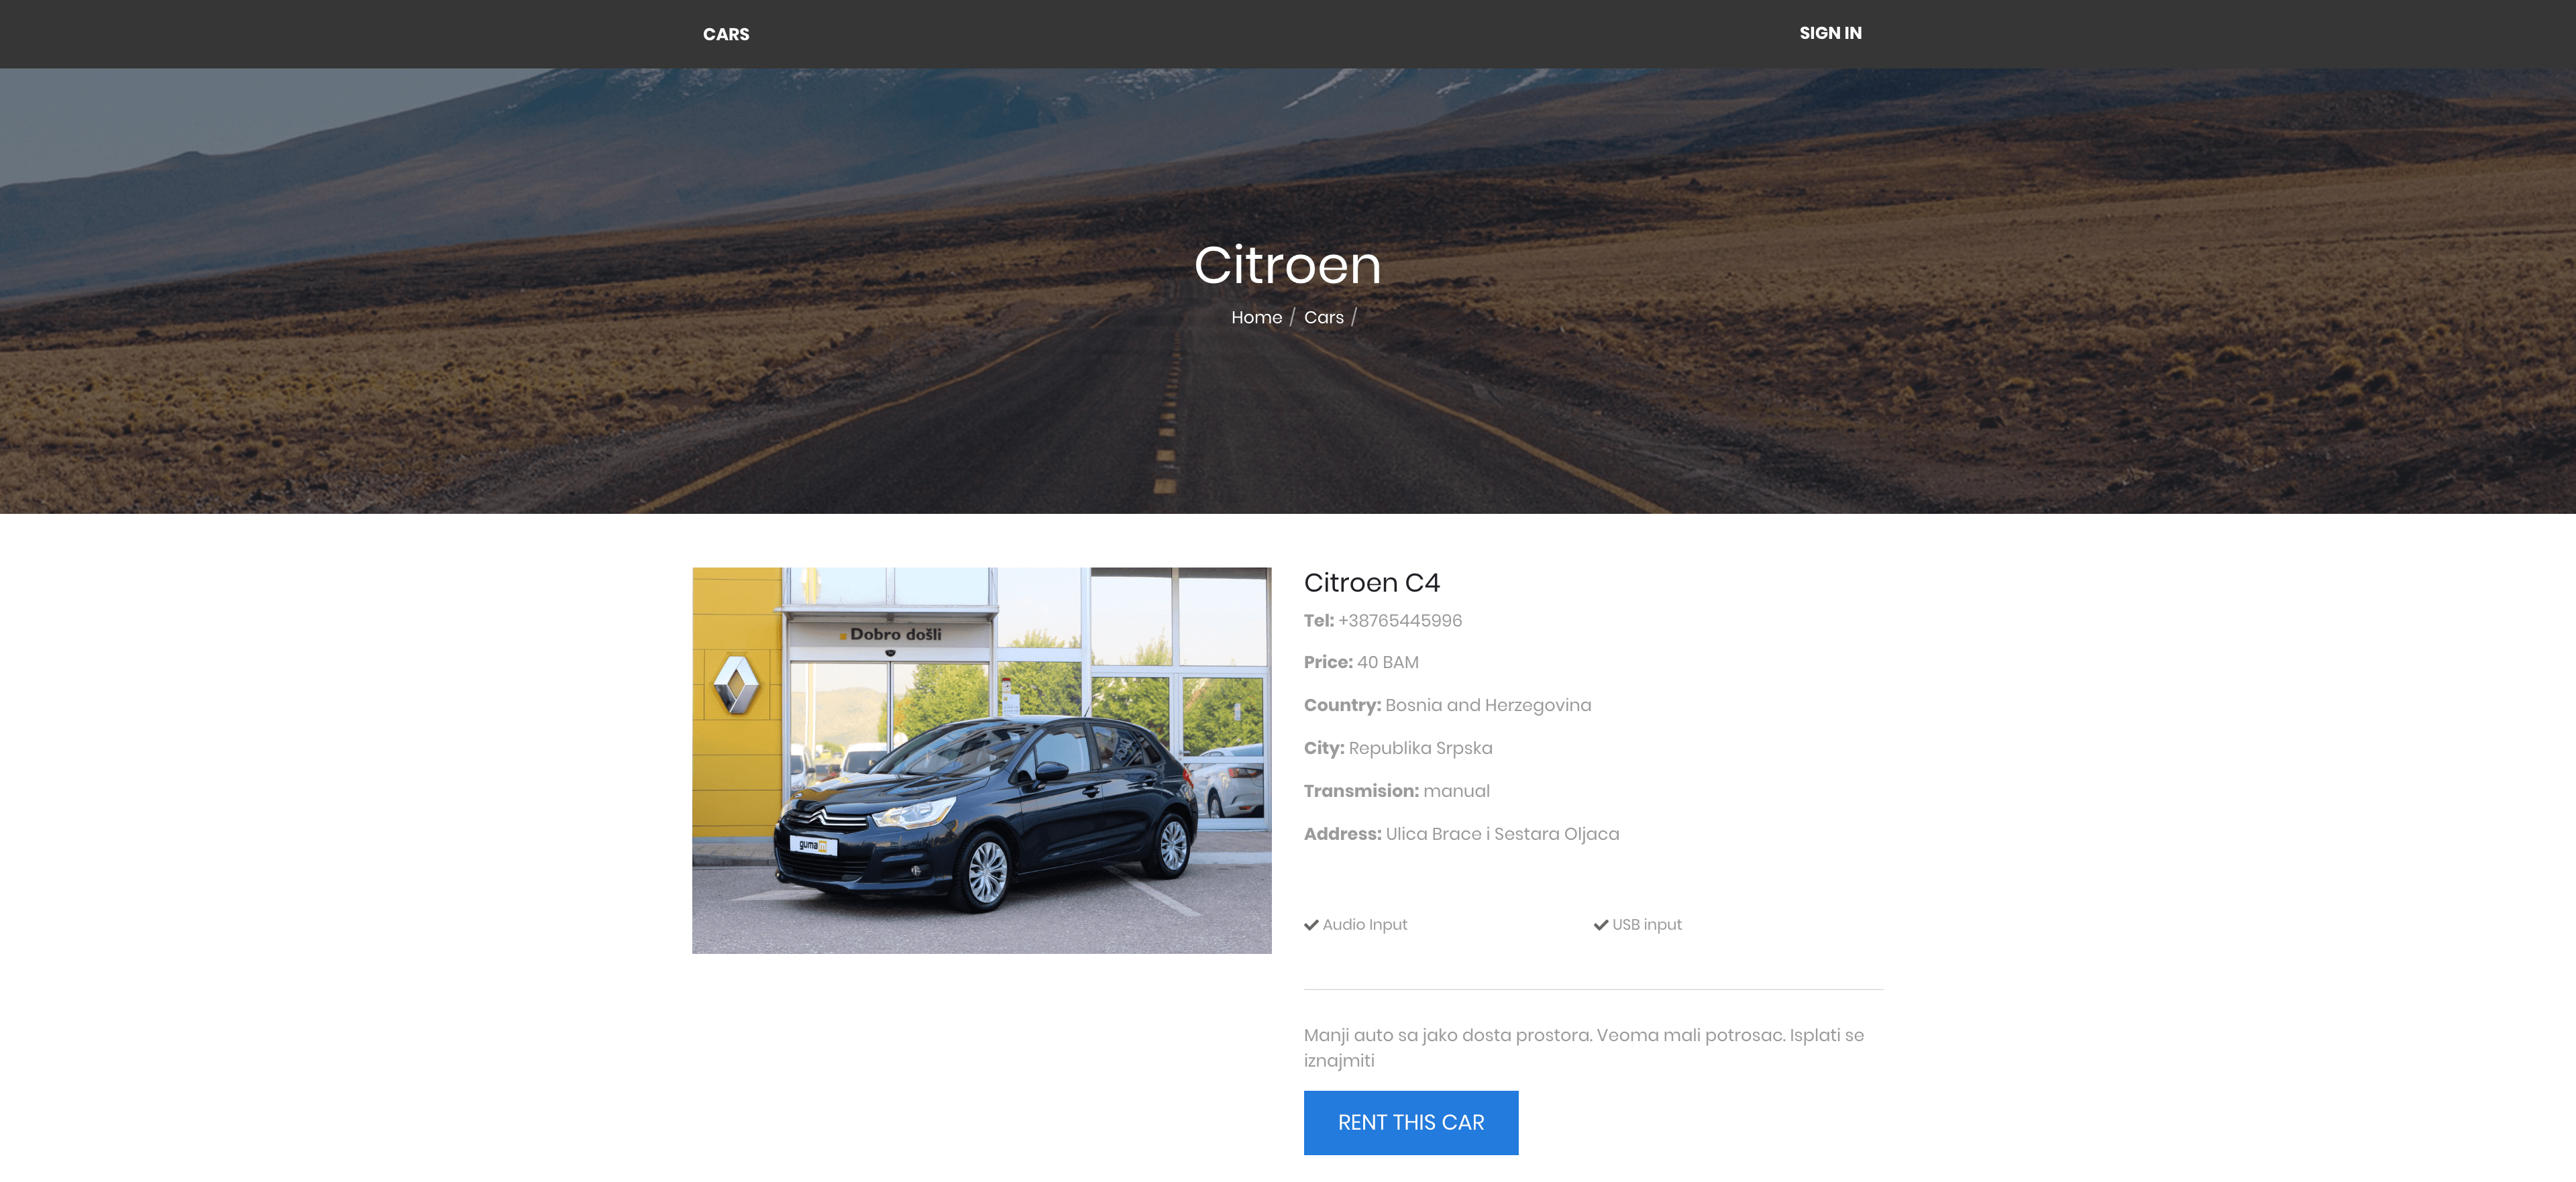 CARS
SIGN IN
Citroen
Home / Cars /
Dobro došli
guma m
Citroen C4
Tel: +38765445996
Price: 40 BAM
Country: Bosnia and Herzegovina
City: Republika Srpska
Transmision: manual
Address: Ulica Brace i Sestara Oljaca
Audio Input
USB input
Manji auto sa jako dosta prostora. Veoma mali potrosac. Isplati se
iznajmiti
RENT THIS CAR